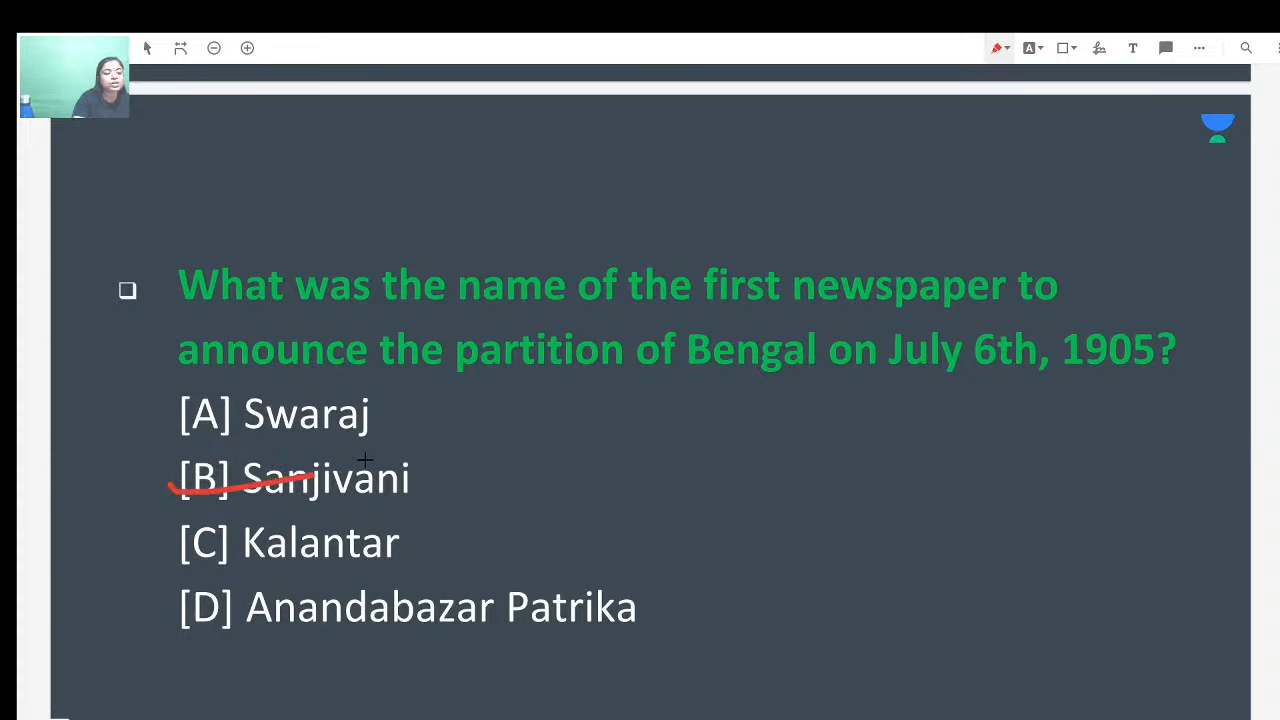 What was the name of the first newspaper to
announce the partition of Bengal on July 6th, 1905?
[A] Swaraj
[B] Sanjivani
[C] Kalantar
[D] Anandabazar Patrika